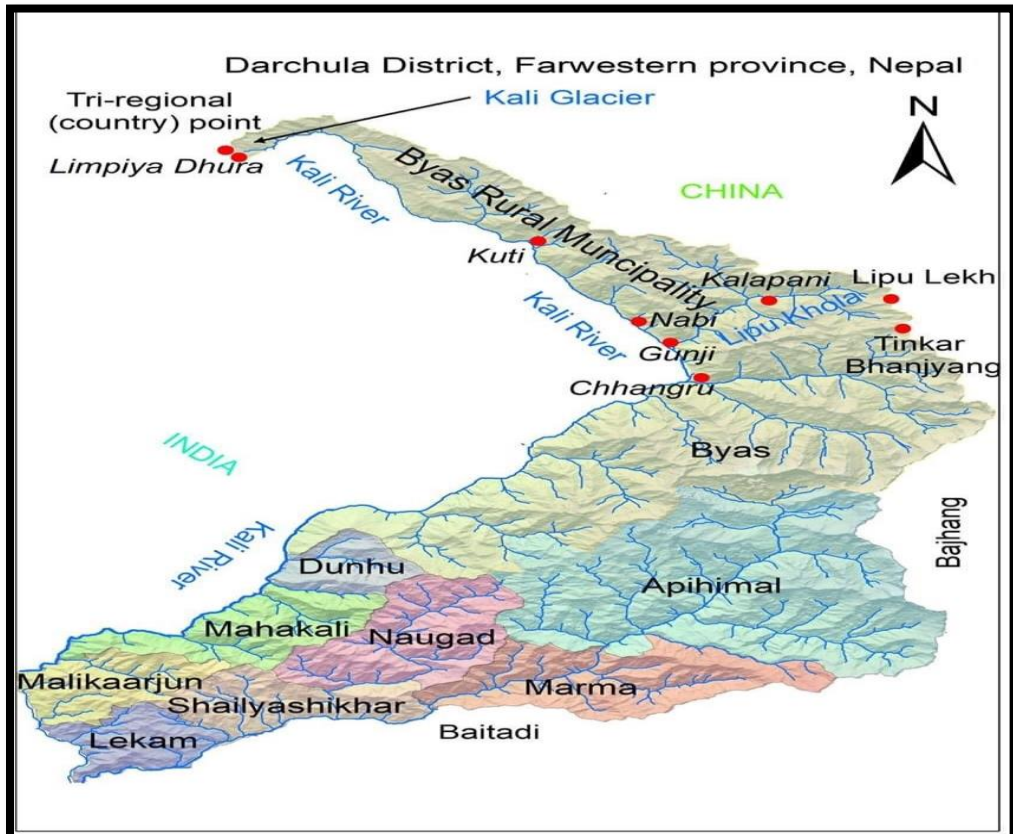 Darchula District, Farwestern province, Nepal
Tri-regional
(country) point
Kali Glacier
N
Limpiya Dhura
Kali River
Byas Rural Muncipality
CHINA
Kuti
Kalapani
Lipu Lekh
Kali River
Nabi
Lipu Khola
Gunji
Tinkar
Bhanjyang
Chhangru
INDIA
Byas
Bajhang
Kali River
Dunhu
Apihimal
Mahakali
Naugad
Malikaarjun
Marma
Shailyashikhar
Baitadi
Lekam